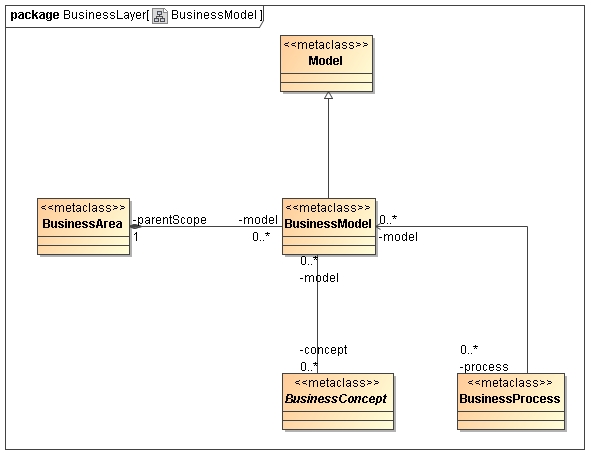 package BusinessLayer[ BusinessModel ]
<<metaclass>>
Model
<<metaclass>>
BusinessArea
-parentScope
1
-model
0..*
<<metaclass>>
BusinessModel
0..*
-model
0..*
-model
-concept
0..*
<<metaclass>>
BusinessConcept
0..*
-process
<<metaclass>>
BusinessProcess